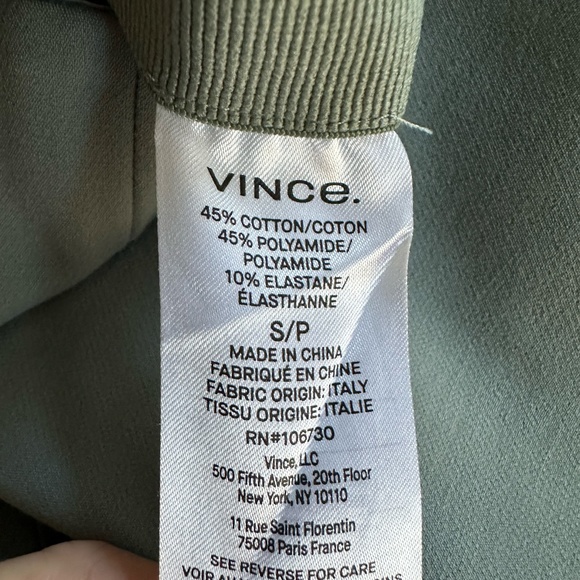 VINCe.
45% COTTON/COTON
45% POLYAMIDE/
POLYAMIDE
10% ELASTANE/
ÉLASTHANNE
S/P
MADE IN CHINA
FABRIQUÉ EN CHINE
FABRIC ORIGIN: ITALY
TISSU ORIGINE: ITALIE
RN#106730
Vince, LLC
500 Fifth Avenue, 20th Floor
New York, NY 10110
11 Rue Saint Florentin
75008 Paris France
SEE REVERSE FOR CARE
VOIR